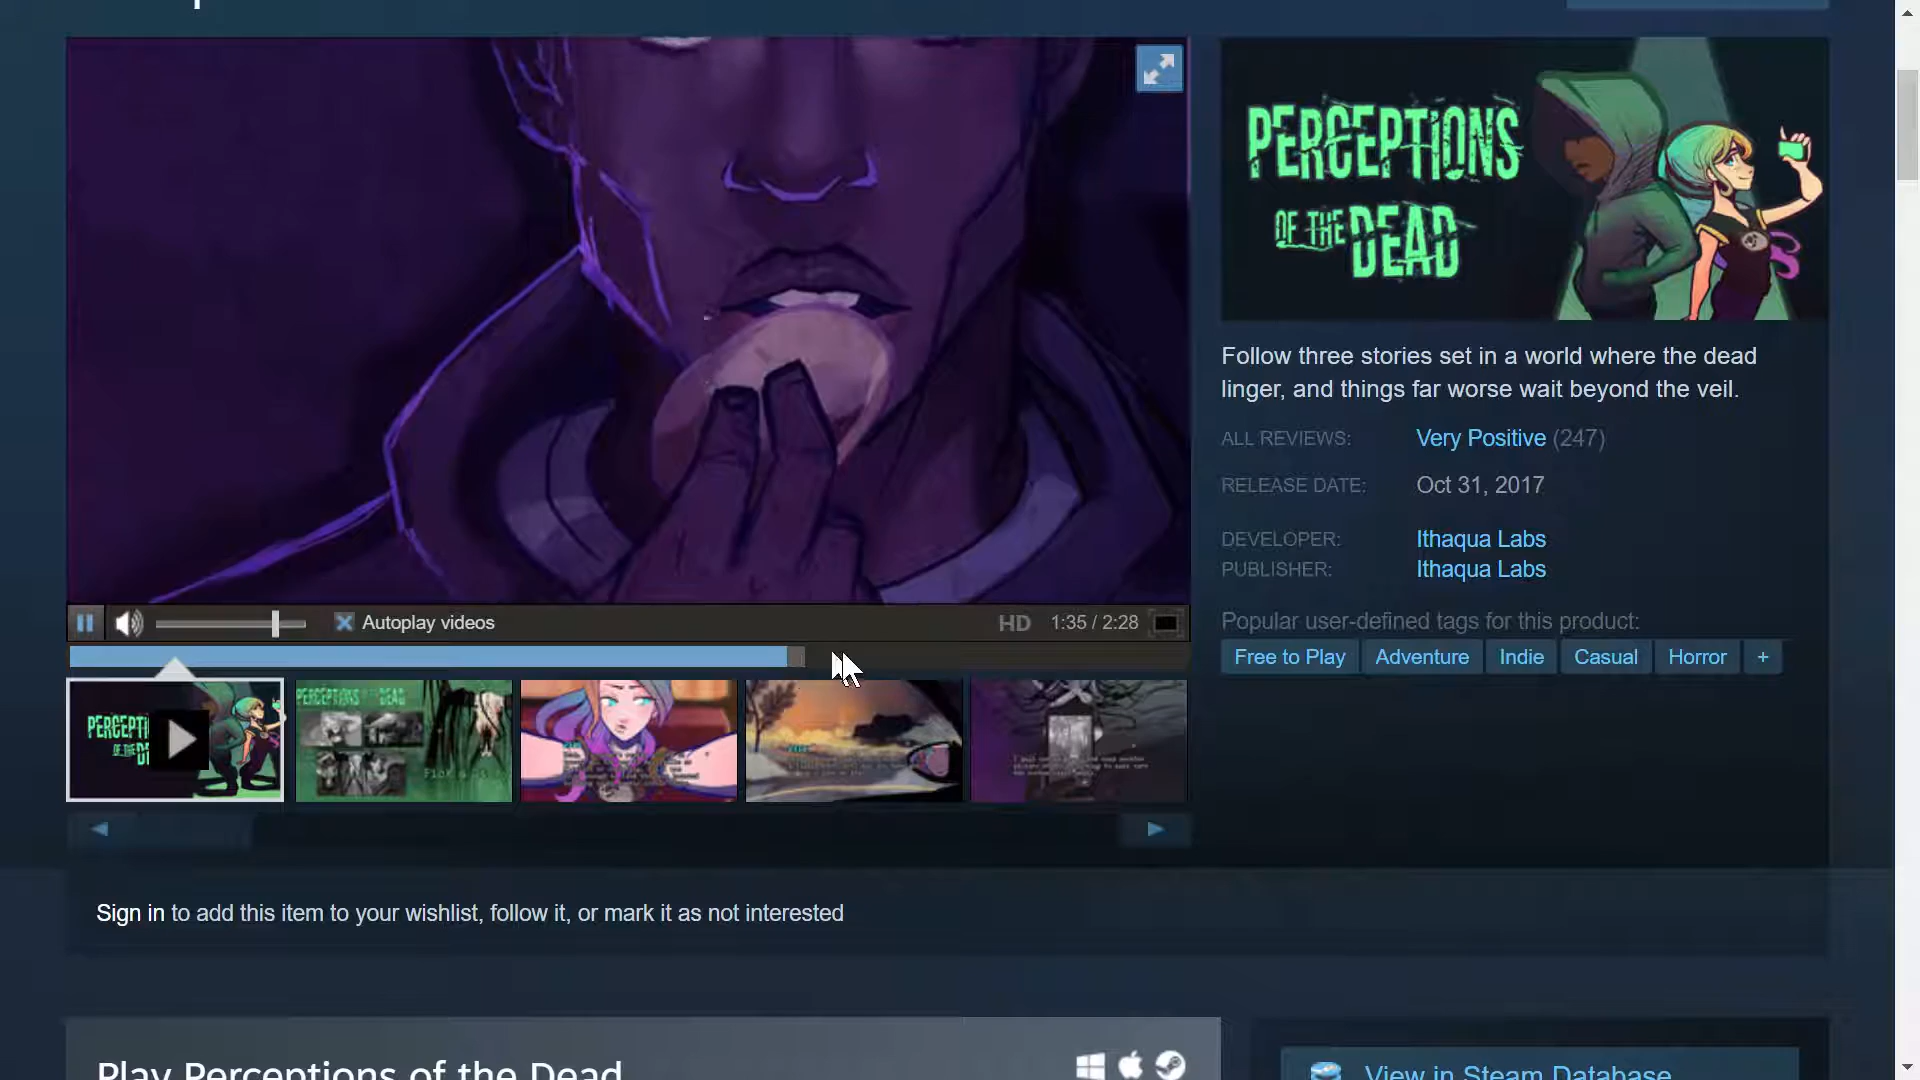 PERCEPTIONS
OF THE DEAD
Follow three stories set in a world where the dead
linger, and things far worse wait beyond the veil.
ALL REVIEWS: Very Positive (247)
RELEASE DATE: Oct 31, 2017
DEVELOPER: Ithaqua Labs
PUBLISHER: Ithaqua Labs
Popular user-defined tags for this product:
Free to Play Adventure Indie Casual Horror +
Autoplay videos HD 1:35 / 2:28
PERCEPTIONS DEAD
Sign in to add this item to your wishlist, follow it, or mark it as not interested
Play Perceptions of the Dead
View in Steam Database